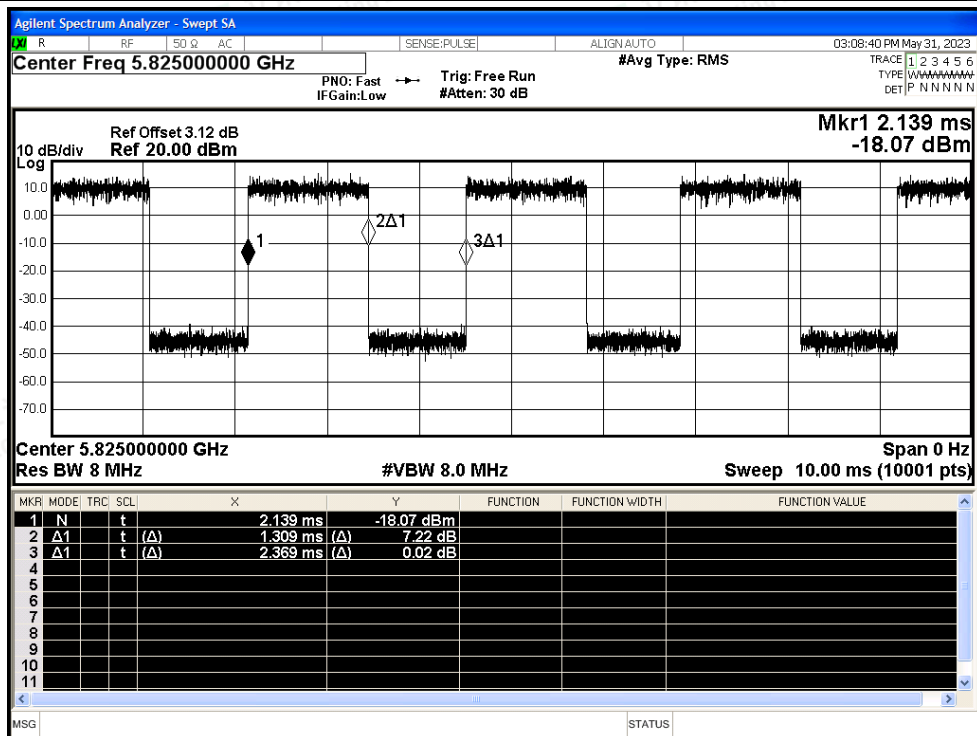 Agilent Spectrum Analyzer - Swept SA
LXI R RF 50 Ω AC SENSE:PULSE ALIGN AUTO 03:08:40 PM May 31, 2023
Center Freq 5.825000000 GHz
PNO: Fast
IFGain:Low
Trig: Free Run
#Atten: 30 dB
#Avg Type: RMS
TRACE 1 2 3 4 5 6
TYPE WWWWWW
DET P N N N N N
Mkr1 2.139 ms
-18.07 dBm
Ref Offset 3.12 dB
10 dB/div Ref 20.00 dBm
Log
10.0
0.00
-10.0
-20.0
-30.0
-40.0
-50.0
-60.0
-70.0
1
2Δ1
3Δ1
Center 5.825000000 GHz Span 0 Hz
Res BW 8 MHz #VBW 8.0 MHz Sweep 10.00 ms (10001 pts)
MKR MODE TRC SCL X Y FUNCTION FUNCTION WIDTH FUNCTION VALUE
1 N t 2.139 ms -18.07 dBm
2 Δ1 t (Δ) 1.309 ms (Δ) 7.22 dB
3 Δ1 t (Δ) 2.369 ms (Δ) 0.02 dB
4
5
6
7
8
9
10
11
MSG STATUS